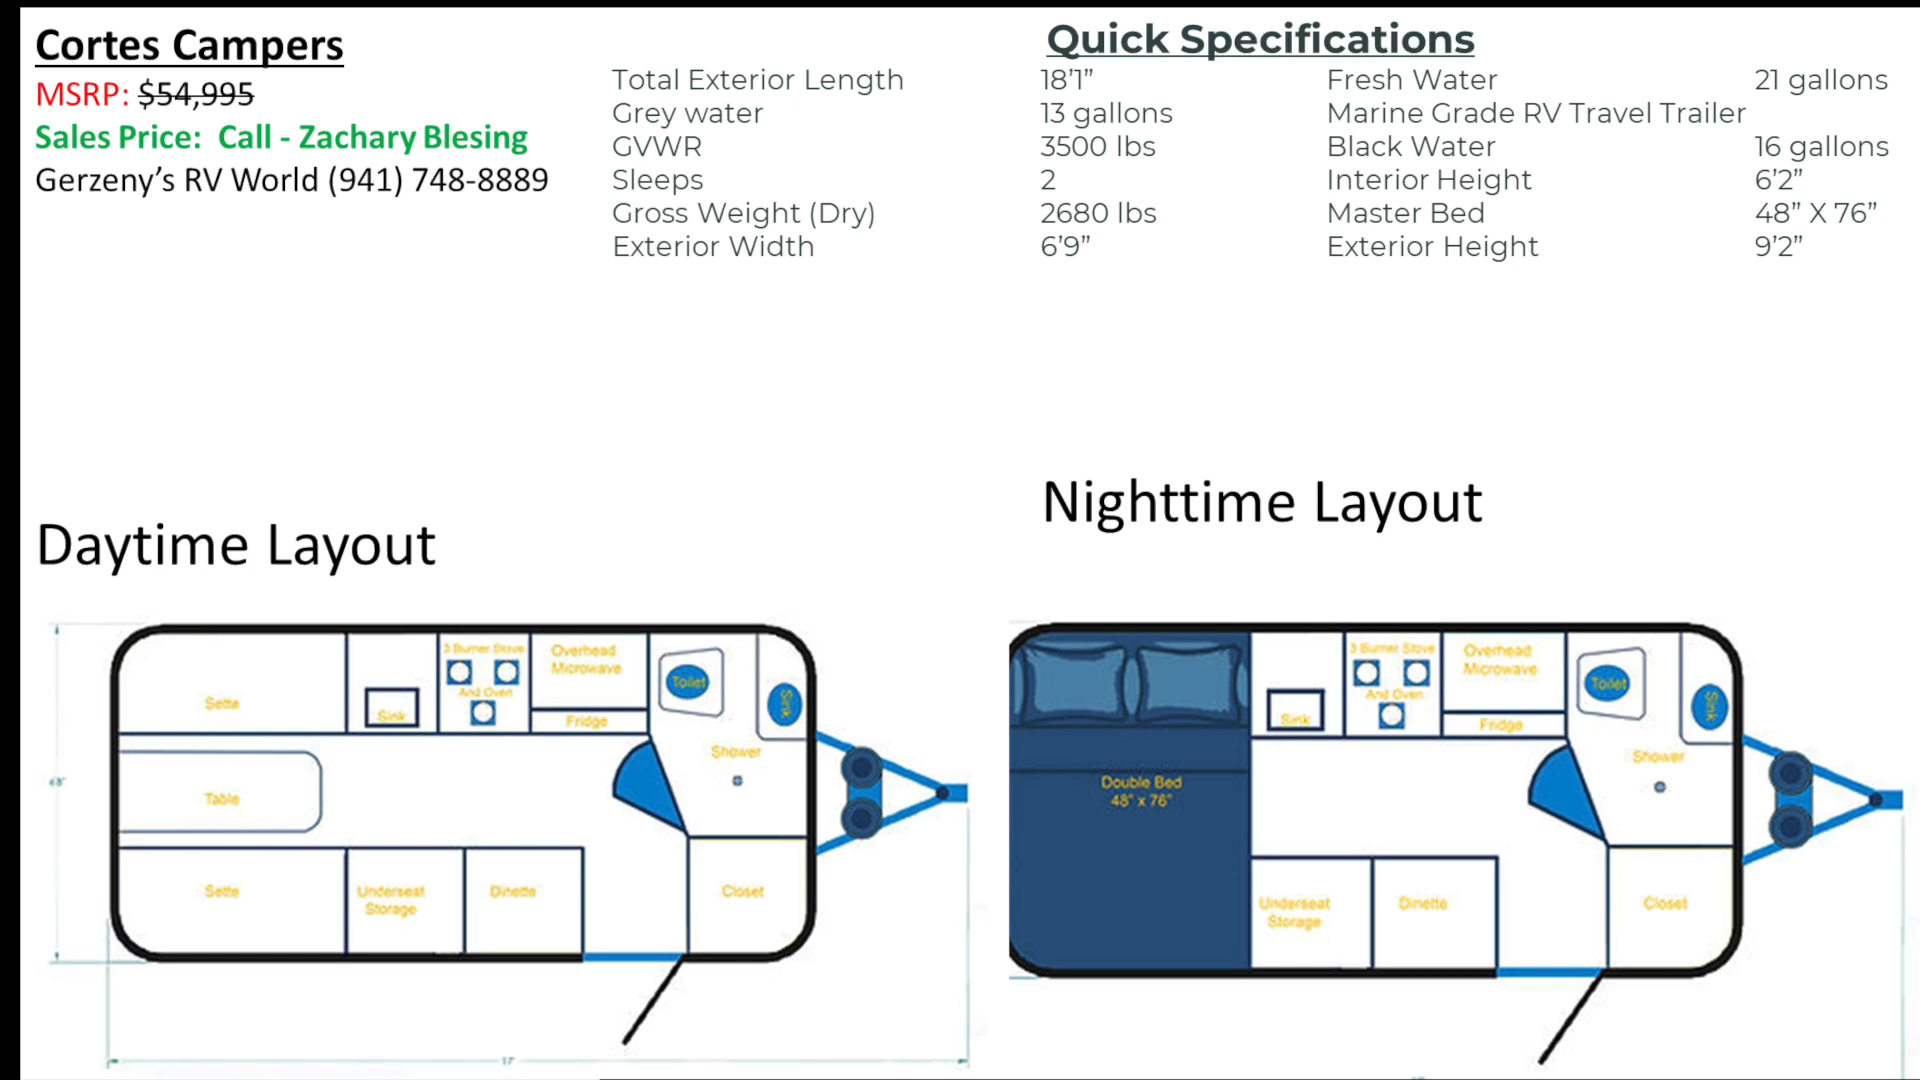 Cortes Campers
MSRP: $54,995
Sales Price: Call - Zachary Blesing
Gerzeny’s RV World (941) 748-8889
Quick Specifications
Total Exterior Length 18’1” Fresh Water 21 gallons
Grey water 13 gallons Marine Grade RV Travel Trailer
GVWR 3500 lbs Black Water 16 gallons
Sleeps 2 Interior Height 6’2”
Gross Weight (Dry) 2680 lbs Master Bed 48” X 76”
Exterior Width 6’9” Exterior Height 9’2”
Daytime Layout
Sette
Sink
3 Burner Stove
And Oven
Overhead
Microwave
Fridge
Toilet
Sink
Shower
Table
Sette
Underseat
Storage
Dinette
Closet
17'
Nighttime Layout
Double Bed
48" x 76"
Sink
3 Burner Stove
And Oven
Overhead
Microwave
Fridge
Toilet
Sink
Shower
Underseat
Storage
Dinette
Closet